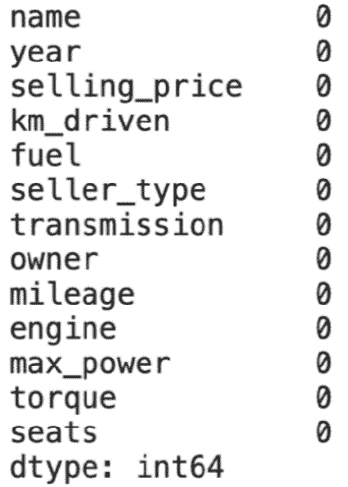 name 0
year 0
selling_price 0
km_driven 0
fuel 0
seller_type 0
transmission 0
owner 0
mileage 0
engine 0
max_power 0
torque 0
seats 0
dtype: int64